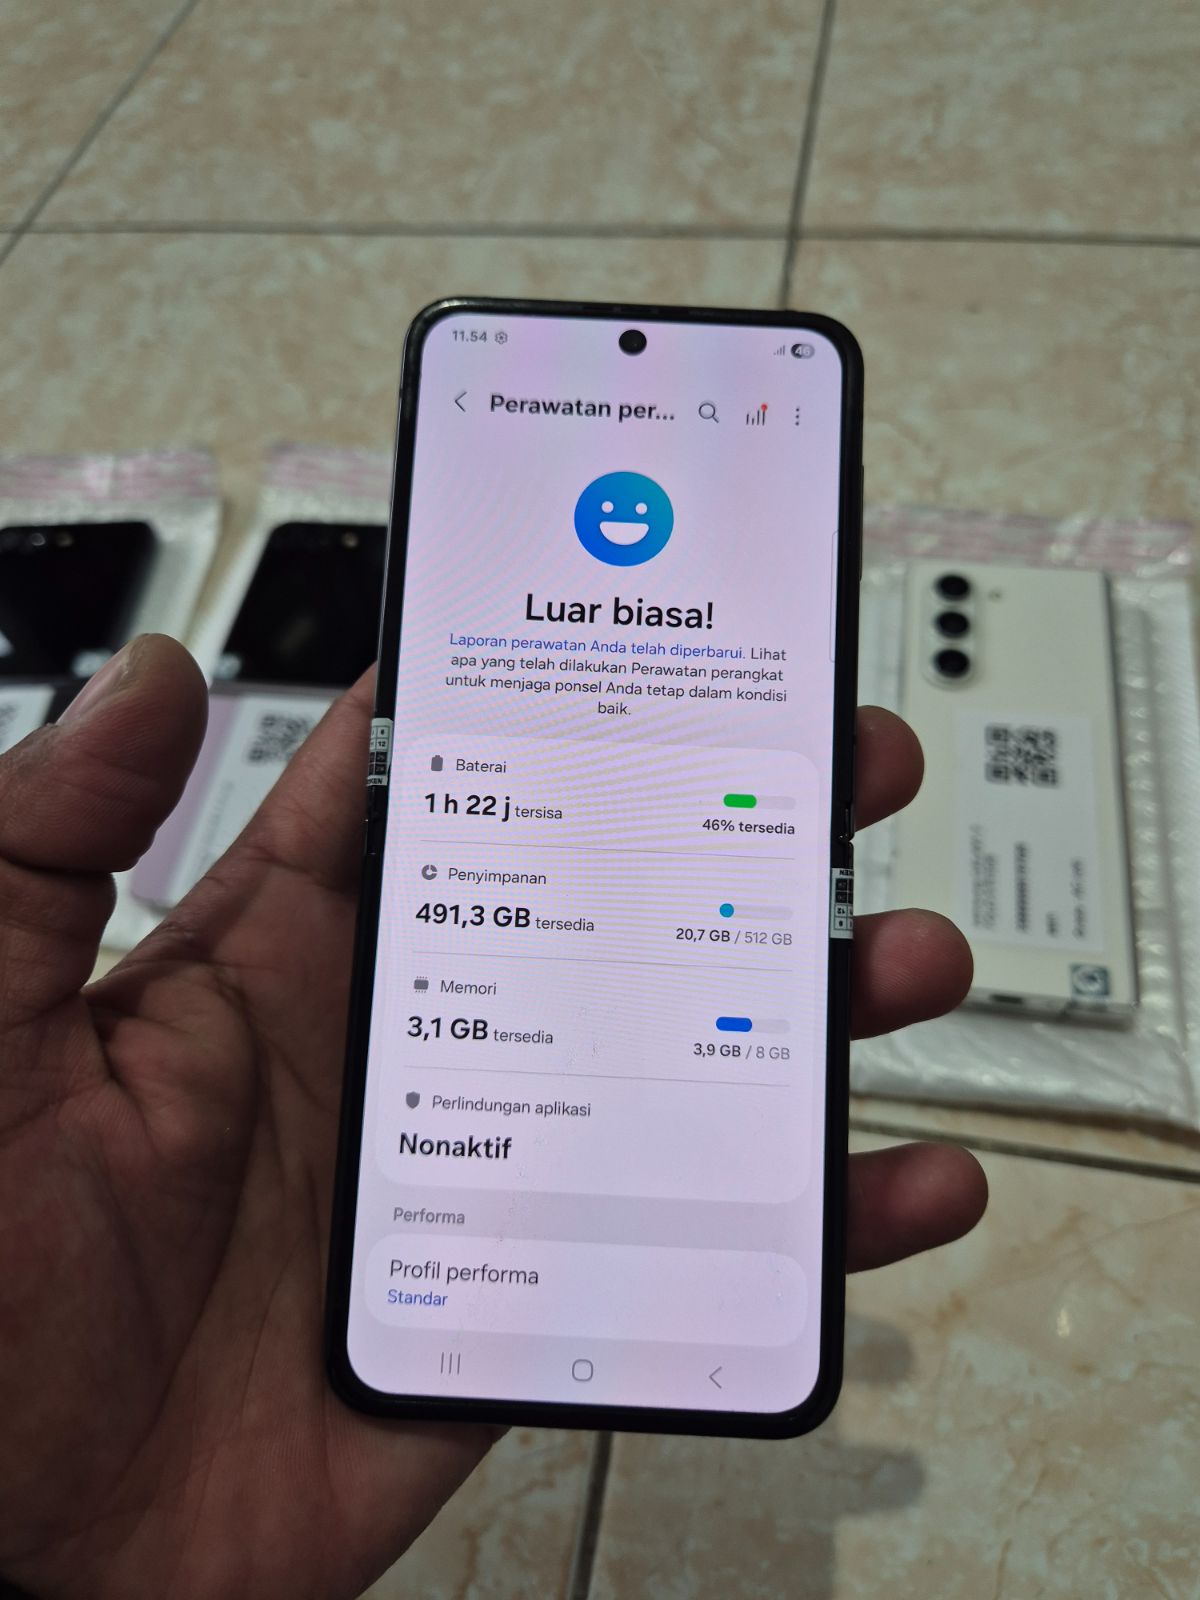 11.54
46
Perawatan per...
Luar biasa!
Laporan perawatan Anda telah diperbarui. Lihat
apa yang telah dilakukan Perawatan perangkat
untuk menjaga ponsel Anda tetap dalam kondisi
baik.
Baterai
1 h 22 j tersisa
46% tersedia
Penyimpanan
491,3 GB tersedia
20,7 GB / 512 GB
Memori
3,1 GB tersedia
3,9 GB / 8 GB
Perlindungan aplikasi
Nonaktif
Performa
Profil performa
Standar